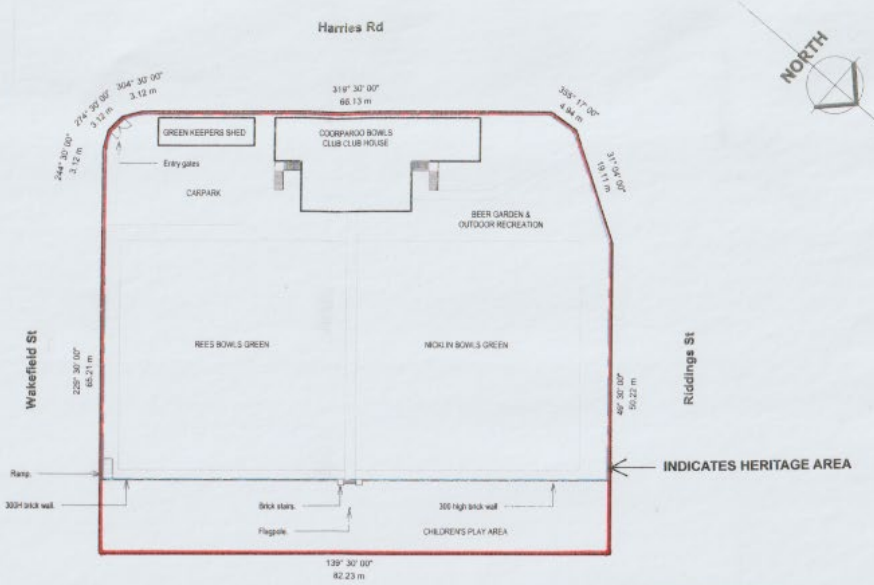 Harries Rd
NORTH
244° 30' 00"
3.12 m
274° 30' 00"
3.12 m
304° 30' 00"
3.12 m
319° 30' 00"
66.13 m
355° 17' 00"
4.94 m
31° 04' 00"
19.11 m
GREEN KEEPERS SHED
COORPAROO BOWLS
CLUB CLUB HOUSE
Entry gates
CARPARK
BEER GARDEN &
OUTDOOR RECREATION
Wakefield St
229° 30' 00"
65.21 m
REES BOWLS GREEN
NICKLIN BOWLS GREEN
49° 30' 00"
50.22 m
Riddings St
INDICATES HERITAGE AREA
Ramp.
300H brick wall.
Brick stairs.
300 high brick wall
Flagpole.
CHILDREN'S PLAY AREA
139° 30' 00"
82.23 m